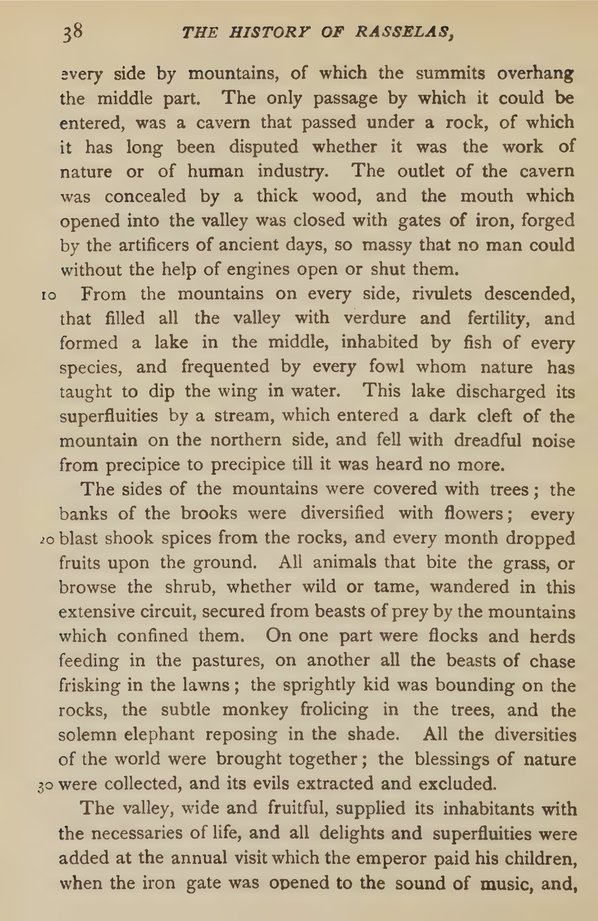 38 THE HISTORY OF RASSELAS,
every side by mountains, of which the summits overhang
the middle part. The only passage by which it could be
entered, was a cavern that passed under a rock, of which
it has long been disputed whether it was the work of
nature or of human industry. The outlet of the cavern
was concealed by a thick wood, and the mouth which
opened into the valley was closed with gates of iron, forged
by the artificers of ancient days, so massy that no man could
without the help of engines open or shut them.
10 From the mountains on every side, rivulets descended,
that filled all the valley with verdure and fertility, and
formed a lake in the middle, inhabited by fish of every
species, and frequented by every fowl whom nature has
taught to dip the wing in water. This lake discharged its
superfluities by a stream, which entered a dark cleft of the
mountain on the northern side, and fell with dreadful noise
from precipice to precipice till it was heard no more.
The sides of the mountains were covered with trees; the
banks of the brooks were diversified with flowers; every
20 blast shook spices from the rocks, and every month dropped
fruits upon the ground. All animals that bite the grass, or
browse the shrub, whether wild or tame, wandered in this
extensive circuit, secured from beasts of prey by the mountains
which confined them. On one part were flocks and herds
feeding in the pastures, on another all the beasts of chase
frisking in the lawns; the sprightly kid was bounding on the
rocks, the subtle monkey frolicing in the trees, and the
solemn elephant reposing in the shade. All the diversities
of the world were brought together; the blessings of nature
30 were collected, and its evils extracted and excluded.
The valley, wide and fruitful, supplied its inhabitants with
the necessaries of life, and all delights and superfluities were
added at the annual visit which the emperor paid his children,
when the iron gate was opened to the sound of music, and,